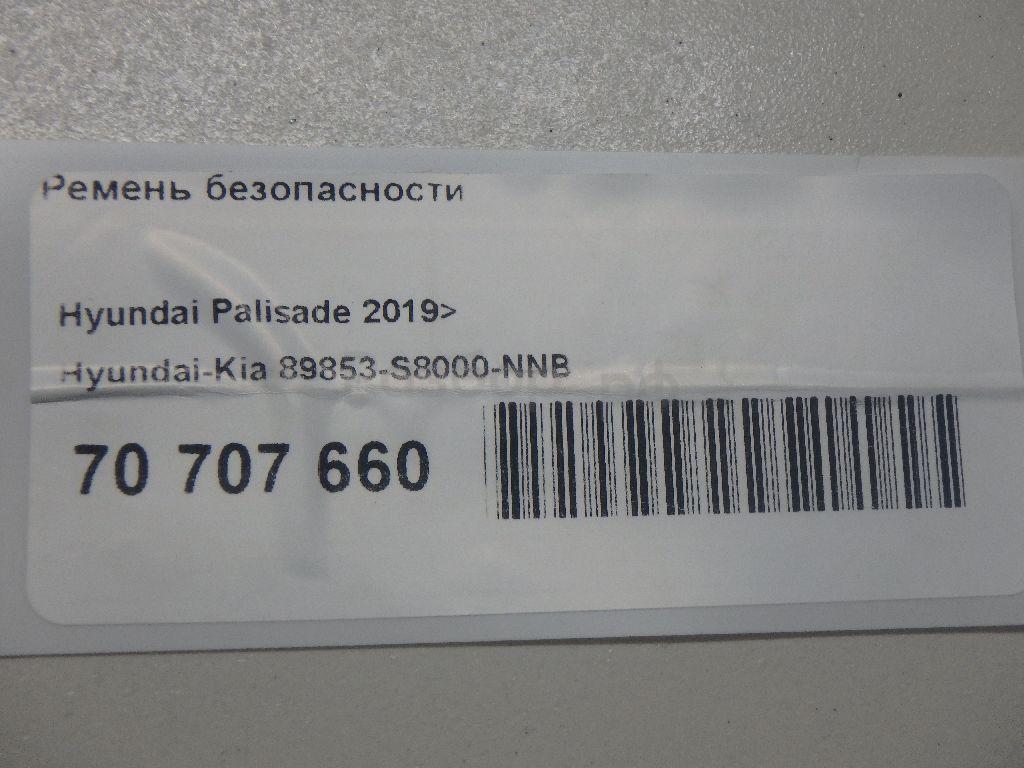 Ремень безопасности
Hyundai Palisade 2019>
Hyundai-Kia 89853-S8000-NNB
70 707 660